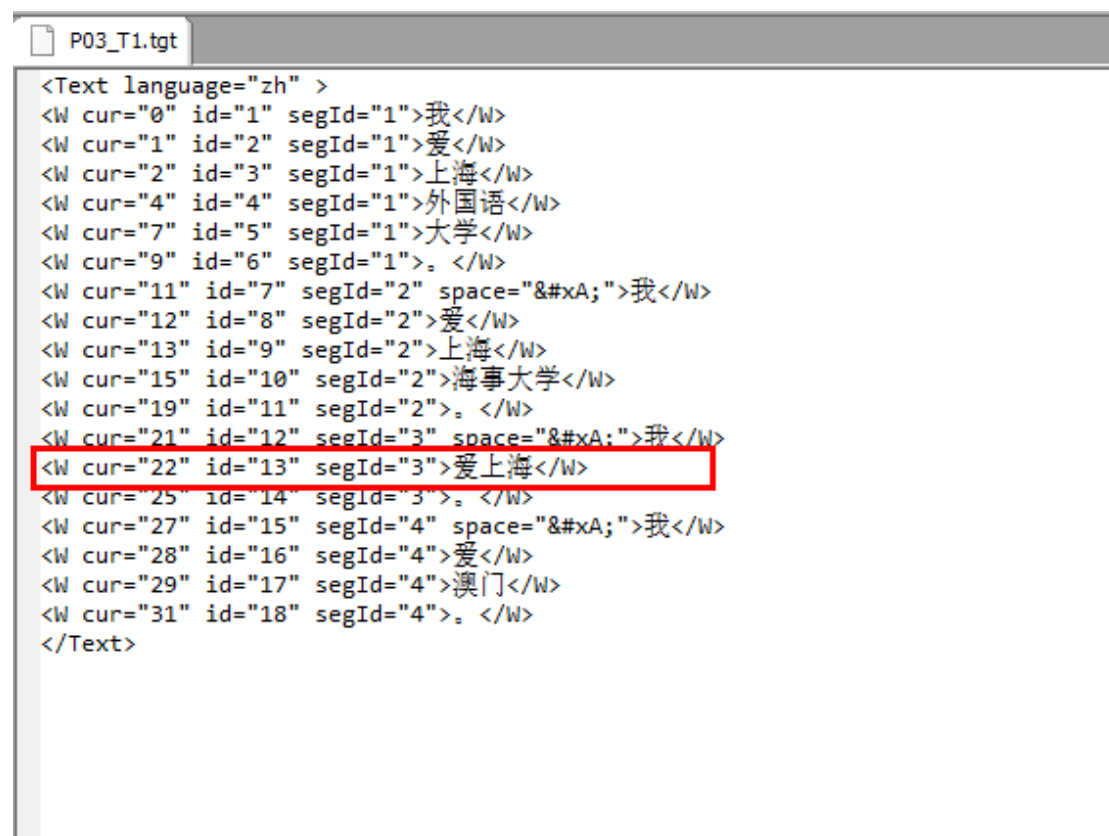 P03_T1.tgt
<Text language="zh" >
<W cur="0" id="1" segId="1">我</W>
<W cur="1" id="2" segId="1">爱</W>
<W cur="2" id="3" segId="1">上海</W>
<W cur="4" id="4" segId="1">外国语</W>
<W cur="7" id="5" segId="1">大学</W>
<W cur="9" id="6" segId="1">。</W>
<W cur="11" id="7" segId="2" space="&#xA;">我</W>
<W cur="12" id="8" segId="2">爱</W>
<W cur="13" id="9" segId="2">上海</W>
<W cur="15" id="10" segId="2">海事大学</W>
<W cur="19" id="11" segId="2">。</W>
<W cur="21" id="12" segId="3" space="&#xA;">我</W>
<W cur="22" id="13" segId="3">爱上海</W>
<W cur="25" id="14" segId="3">。</W>
<W cur="27" id="15" segId="4" space="&#xA;">我</W>
<W cur="28" id="16" segId="4">爱</W>
<W cur="29" id="17" segId="4">澳门</W>
<W cur="31" id="18" segId="4">。</W>
</Text>